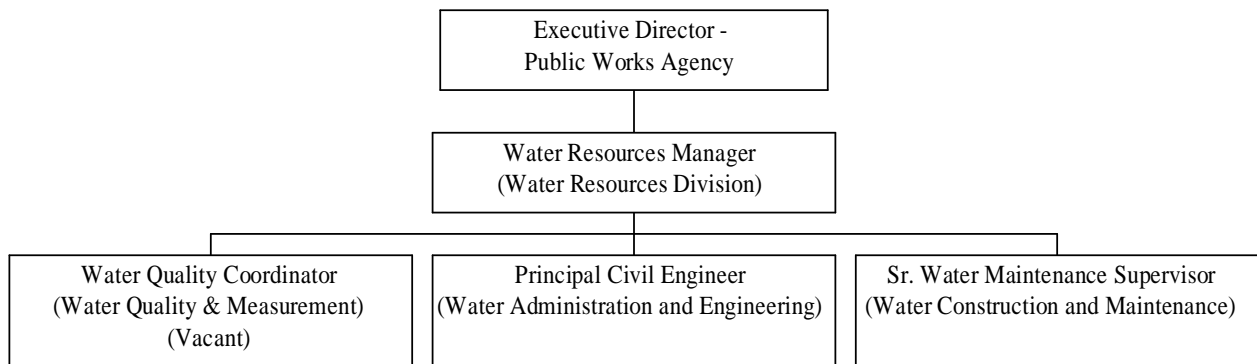 Executive Director -
Public Works Agency
Water Resources Manager
(Water Resources Division)
Water Quality Coordinator
(Water Quality & Measurement)
(Vacant)
Principal Civil Engineer
(Water Administration and Engineering)
Sr. Water Maintenance Supervisor
(Water Construction and Maintenance)